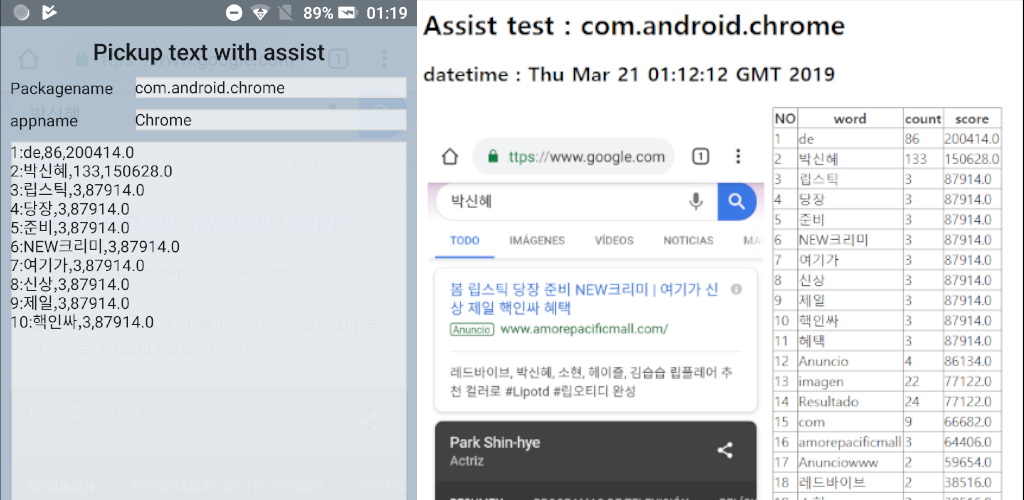 89% 01:19
Pickup text with assist
Packagename com.android.chrome
appname Chrome
1:de,86,200414.0
2:박신혜,133,150628.0
3:립스틱,3,87914.0
4:당장,3,87914.0
5:준비,3,87914.0
6:NEW크리미,3,87914.0
7:여기가,3,87914.0
8:신상,3,87914.0
9:제일,3,87914.0
10:핵인싸,3,87914.0
Park Shin-hye
RESUMEN PROGRAMAS DE TELEVISIÓN
Assist test : com.android.chrome
datetime : Thu Mar 21 01:12:12 GMT 2019
ttps://www.google.com 1
박신혜
TODO IMÁGENES VÍDEOS NOTICIAS MA
봄 립스틱 당장 준비 NEW크리미 | 여기가 신
상 제일 핵인싸 혜택
Anuncio www.amorepacificmall.com/
레드바이브, 박신혜, 소현, 헤이즐, 김습습 립플레어 추
천 컬러로 #Lipotd #립오티디 완성
Park Shin-hye
Actriz
NO word count score
1 de 86 200414.0
2 박신혜 133 150628.0
3 립스틱 3 87914.0
4 당장 3 87914.0
5 준비 3 87914.0
6 NEW크리미 3 87914.0
7 여기가 3 87914.0
8 신상 3 87914.0
9 제일 3 87914.0
10 핵인싸 3 87914.0
11 혜택 3 87914.0
12 Anuncio 4 86134.0
13 imagen 22 77122.0
14 Resultado 24 77122.0
15 com 9 66682.0
16 amorepacificmall 3 64406.0
17 Anunciowww 2 59654.0
18 레드바이브 2 38516.0